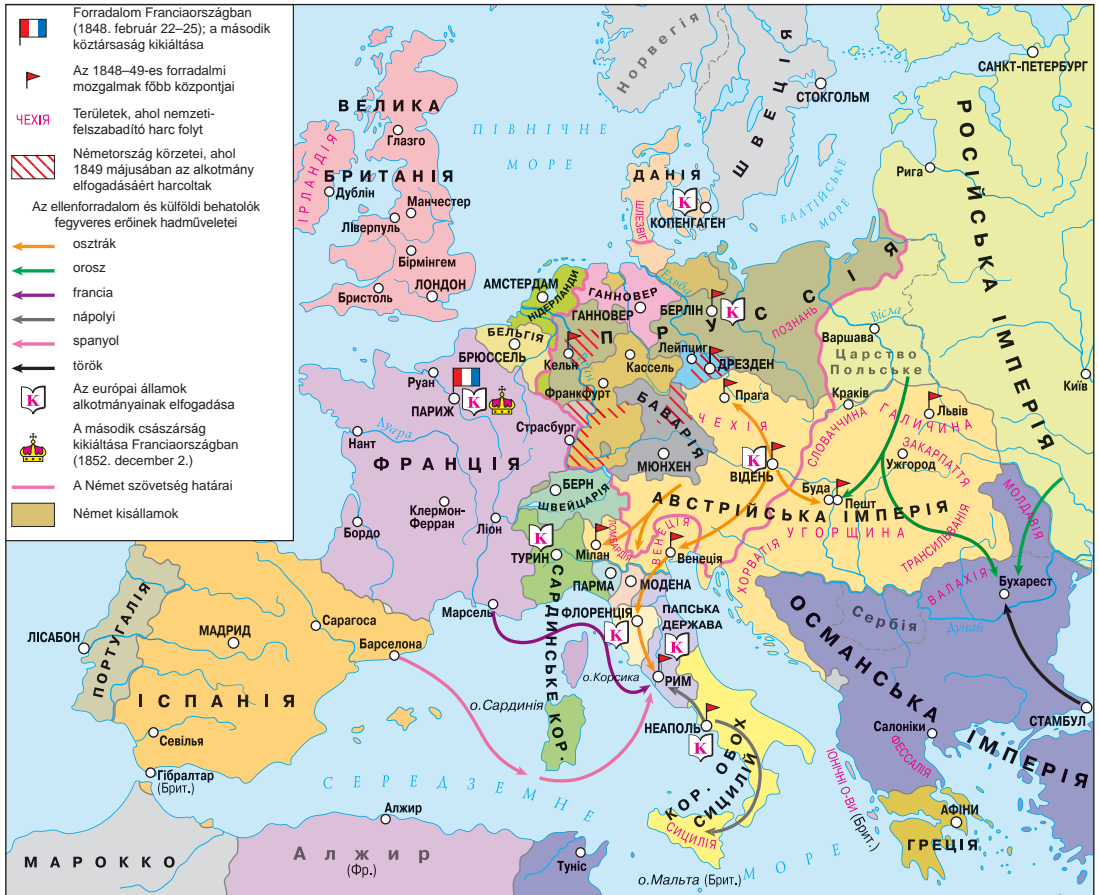 Forradalom Franciaországban
(1848. február 22–25); a második
köztársaság kikiáltása
Az 1848–49-es forradalmi
mozgalmak főbb központjai
ЧЕХІЯ
Területek, ahol nemzeti-
felszabadító harc folyt
Németország körzetei, ahol
1849 májusában az alkotmány
elfogadásáért harcoltak
Az ellenforradalom és külföldi behatolók
fegyveres erőinek hadműveletei
osztrák
orosz
francia
nápolyi
spanyol
török
K
Az európai államok
alkotmányainak elfogadása
A második császárság
kikiáltása Franciaországban
(1852. december 2.)
A Német szövetség határai
Német kisállamok
Норвегія
ШВЕЦІЯ
СТОКГОЛЬМ
САНКТ-ПЕТЕРБУРГ
РОСІЙСЬКА ІМПЕРІЯ
Рига
Київ
ВЕЛИКА
БРИТАНІЯ
Глазго
ІРЛАНДІЯ
Дублін
Манчестер
Ліверпуль
Бірмінгем
Бристоль
ЛОНДОН
ПІВНІЧНЕ
МОРЕ
БАЛТІЙСЬКЕ
МОРЕ
ДАНІЯ
K
КОПЕНГАГЕН
ШЛЕЗВІГ
АМСТЕРДАМ
НІДЕРЛАНДИ
БЕЛЬГІЯ
БРЮССЕЛЬ
ГАННОВЕР
ГАННОВЕР
Ельба
БЕРЛІН
K
ПРУССІЯ
ПОЗНАНЬ
Вісла
Варшава
Царство
Польське
Кельн
Кассель
Лейпциг
ДРЕЗДЕН
Франкфурт
Прага
ЧЕХІЯ
Краків
ГАЛИЧИНА
Львів
СЛОВАЧЧИНА
ЗАКАРПАТТЯ
Ужгород
МОЛДАВІЯ
Руан
ПАРИЖ
K
Луара
Нант
ФРАНЦІЯ
Страсбург
БАВАРІЯ
МЮНХЕН
K
ВІДЕНЬ
Буда
Пешт
АВСТРІЙСЬКА ІМПЕРІЯ
УГОРЩИНА
ТРАНСИЛЬВАНІЯ
ХОРВАТІЯ
БЕРН
ШВЕЙЦАРІЯ
Клермон-
Ферран
Ліон
Бордо
K
ТУРИН
Мілан
ЛОМБАРДІЯ
ВЕНЕЦІЯ
Венеція
ПАРМА
МОДЕНА
ФЛОРЕНЦІЯ
K
ПАПСЬКА
ДЕРЖАВА
K
РИМ
Марсель
САРДИНСЬКЕ КОР.
о.Корсика
о.Сардинія
НЕАПОЛЬ
K
КОР. ОБОХ
СИЦИЛІЙ
СИЦИЛІЯ
ВАЛАХІЯ
Бухарест
Сербія
Дунай
ОСМАНСЬКА ІМПЕРІЯ
СТАМБУЛ
Салоніки
ФЕССАЛІЯ
ІОНІЧНІ О-ВИ (Брит.)
АФІНИ
ГРЕЦІЯ
ПОРТУГАЛІЯ
ЛІСАБОН
МАДРИД
Сарагоса
Барселона
ІСПАНІЯ
Севілья
Гібралтар
(Брит.)
СЕРЕДЗЕМНЕ
МОРЕ
МАРОККО
Алжир
Алжир
(Фр.)
Туніс
о.Мальта (Брит.)